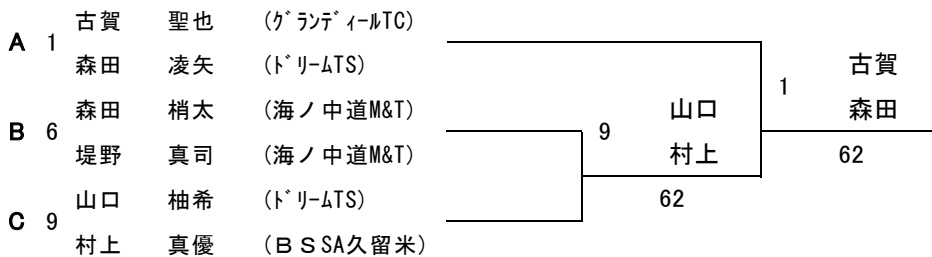 古賀 聖也 (グランディールTC)
A 1
森田 凌矢 (ドリームTS) 古賀
1
森田 梢太 (海ノ中道M&T) 山口 森田
B 6 9
堤野 真司 (海ノ中道M&T) 村上 62
山口 柚希 (ドリームTS) 62
C 9
村上 真優 (BSSA久留米)